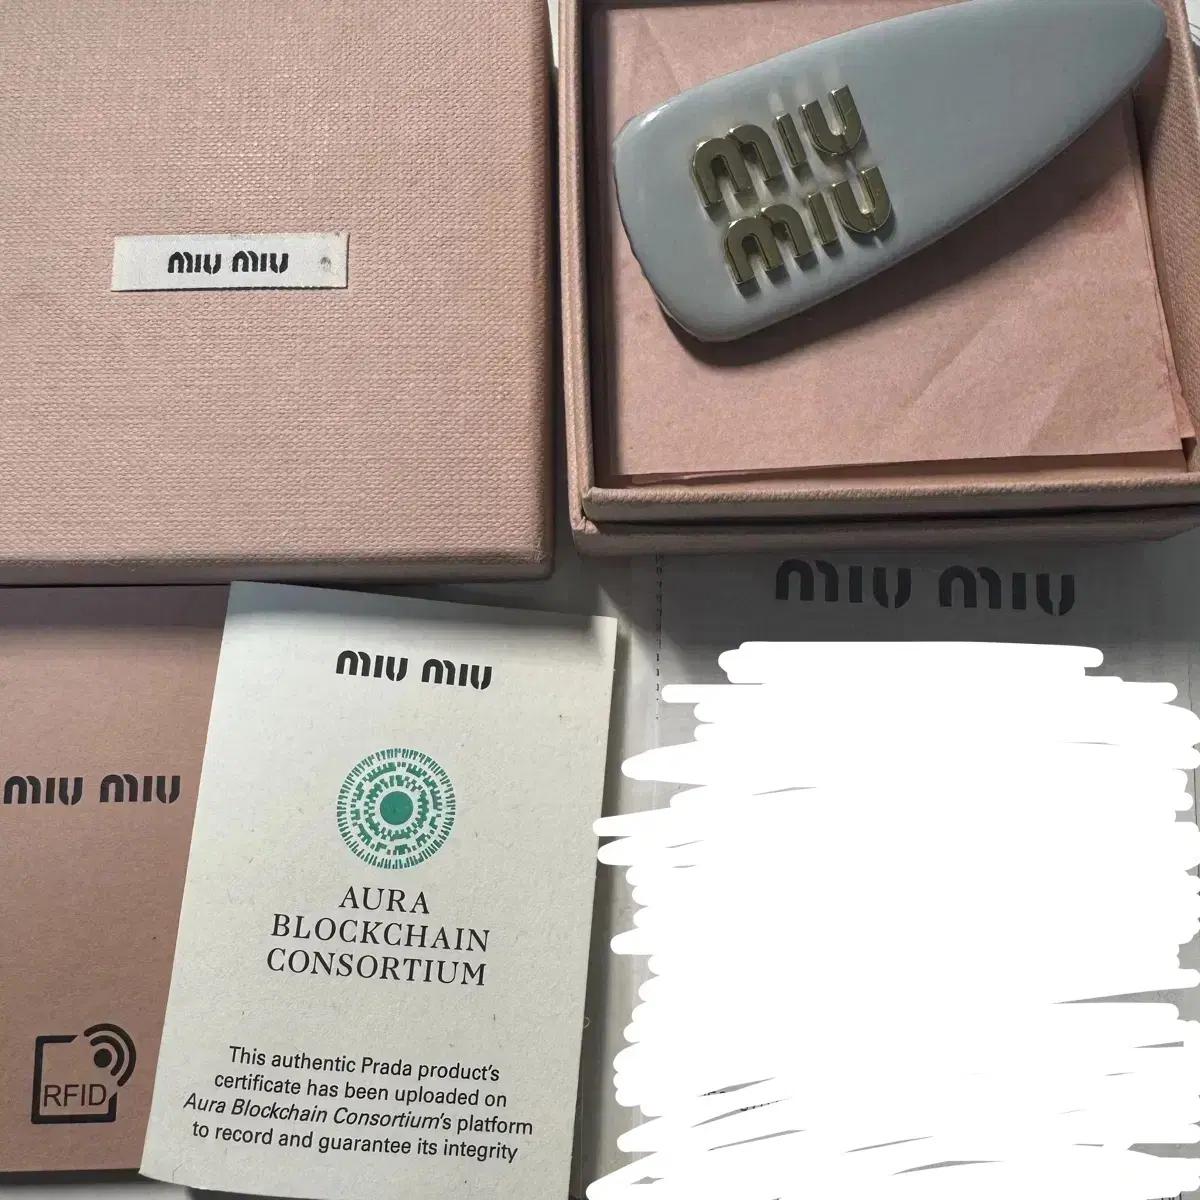 miu
miu
miu miu
miu miu
miu miu
AURA
BLOCKCHAIN
CONSORTIUM
This authentic Prada product's
certificate has been uploaded on
Aura Blockchain Consortium's platform
to record and guarantee its integrity
miu miu
RFID